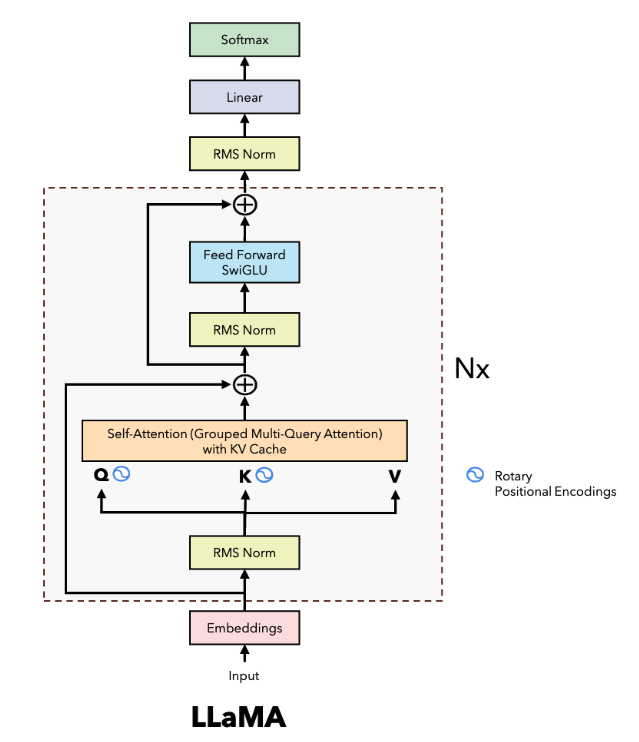 Softmax
Linear
RMS Norm
Feed Forward
SwiGLU
RMS Norm
Nx
Self-Attention (Grouped Multi-Query Attention)
with KV Cache
Q K V
Rotary
Positional Encodings
RMS Norm
Embeddings
Input
LLaMA